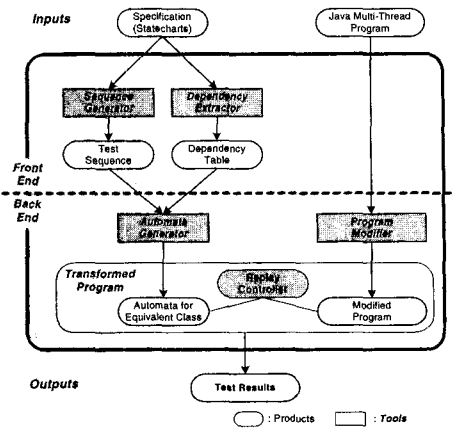 Inputs
Specification
(Statecharts)
Java Multi-Thread
Program
Sequence
Generator
Dependency
Extractor
Test
Sequence
Dependency
Table
Front
End
Back
End
Automata
Generator
Program
Modifier
Transformed
Program
Replay
Controller
Automata for
Equivalent Class
Modified
Program
Outputs
Test Results
: Products
: Tools